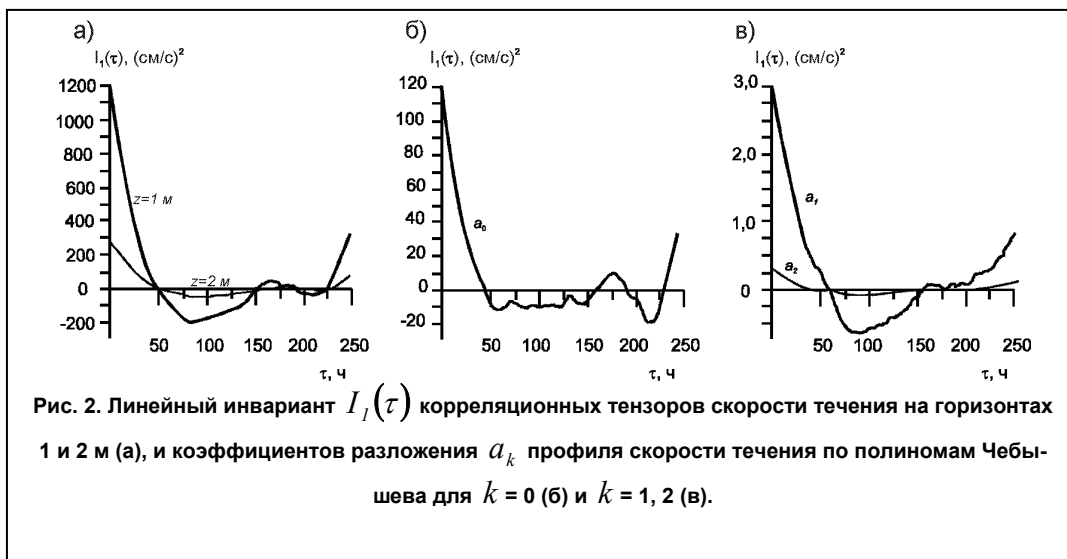 а)
I₁(τ), (см/с)²
1200
1000
800
600
400
200
0
-200
z=1 м
z=2 м
50 100 150 200 250
τ, ч
б)
I₁(τ), (см/с)²
120
100
80
60
40
20
0
-20
a₀
50 100 150 200 250
τ, ч
в)
I₁(τ), (см/с)²
3,0
2,0
1,0
0
a₁
a₂
50 100 150 200 250
τ, ч
Рис. 2. Линейный инвариант I₁(τ) корреляционных тензоров скорости течения на горизонтах
1 и 2 м (а), и коэффициентов разложения aₖ профиля скорости течения по полиномам Чебы-
шева для k = 0 (б) и k = 1, 2 (в).